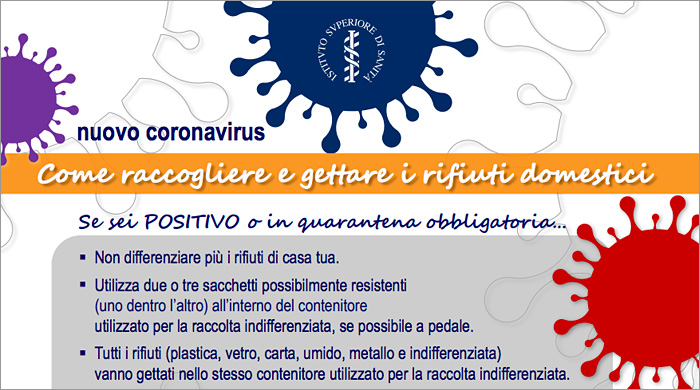 ISTITVTO SVPERIORE DI SANITÀ
nuovo coronavirus
Come raccogliere e gettare i rifiuti domestici
Se sei POSITIVO o in quarantena obbligatoria...
▪ Non differenziare più i rifiuti di casa tua.
▪ Utilizza due o tre sacchetti possibilmente resistenti
(uno dentro l'altro) all'interno del contenitore
utilizzato per la raccolta indifferenziata, se possibile a pedale.
▪ Tutti i rifiuti (plastica, vetro, carta, umido, metallo e indifferenziata)
vanno gettati nello stesso contenitore utilizzato per la raccolta indifferenziata.